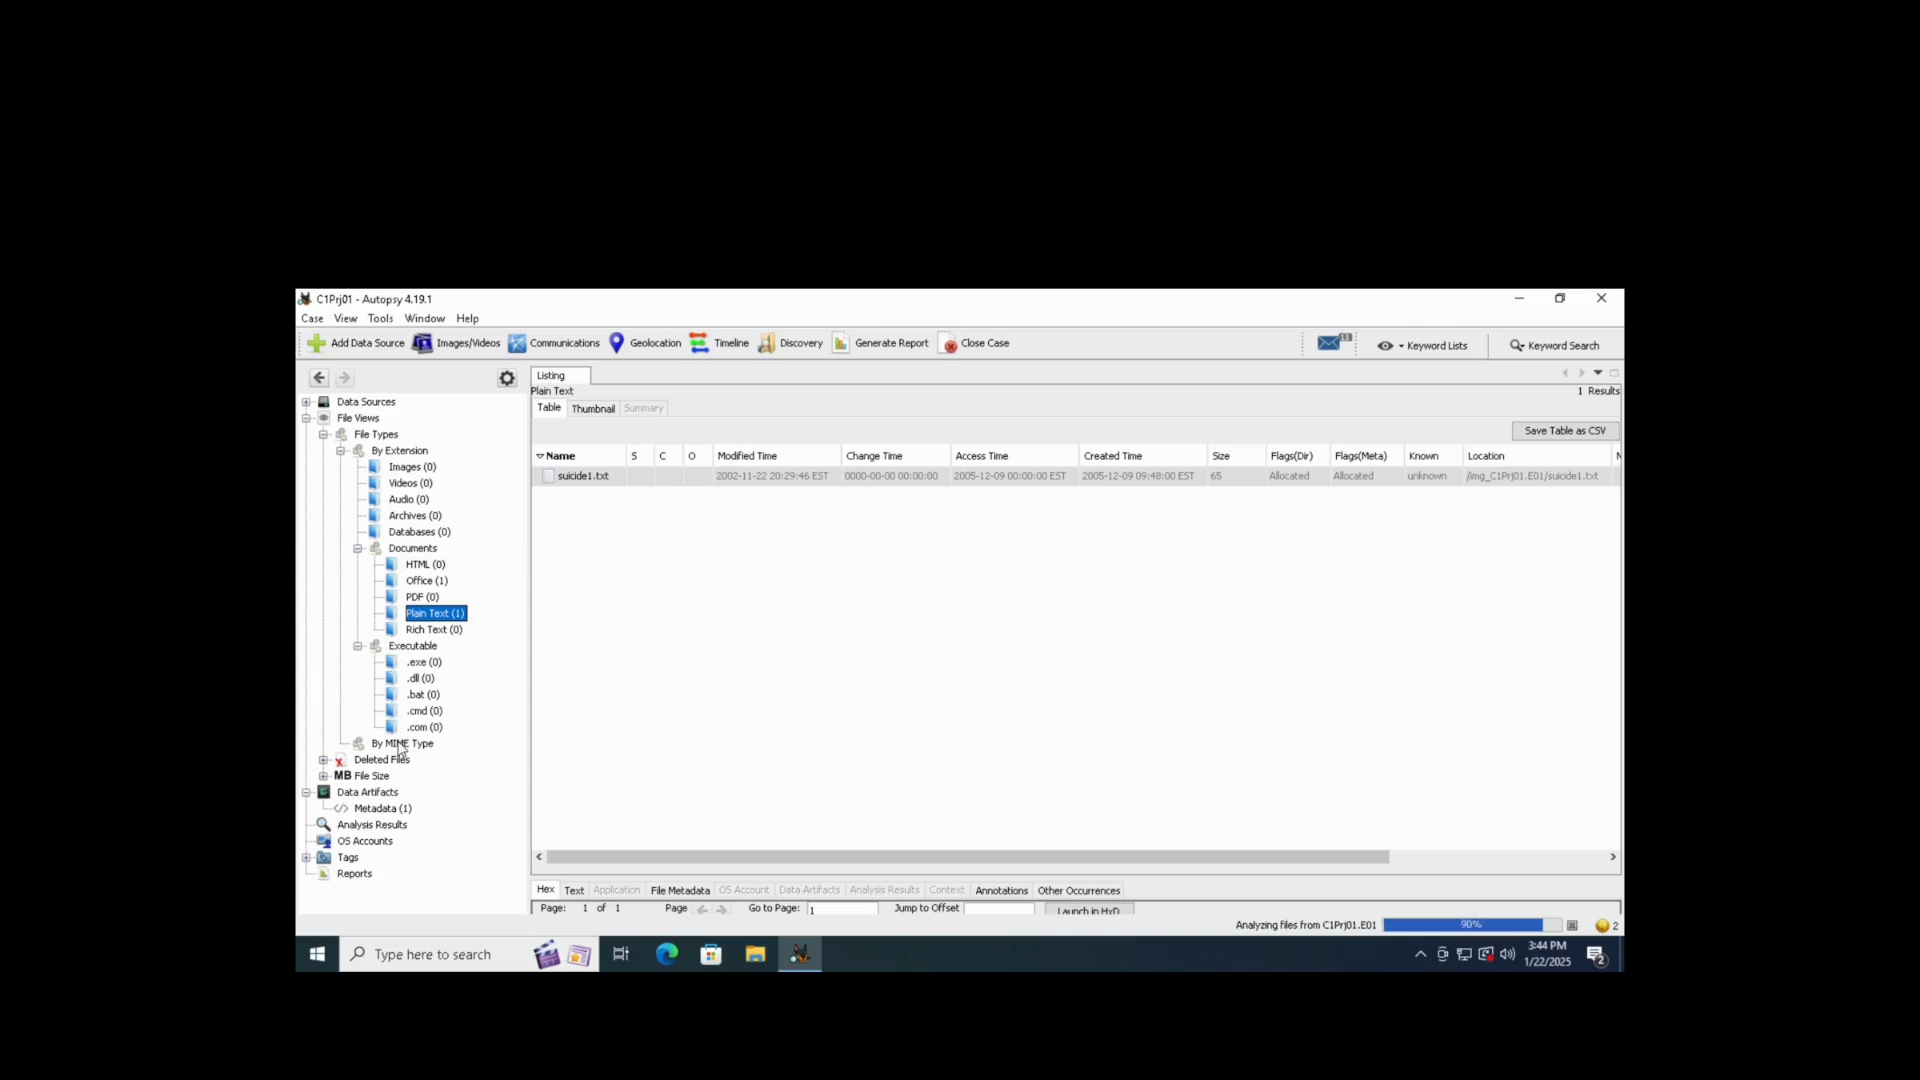 C1Prj01 - Autopsy 4.19.1
Case View Tools Window Help
Add Data Source Images/Videos Communications Geolocation Timeline Discovery Generate Report Close Case 13 Keyword Lists Keyword Search
Data Sources
File Views
File Types
By Extension
Images (0)
Videos (0)
Audio (0)
Archives (0)
Databases (0)
Documents
HTML (0)
Office (1)
PDF (0)
Plain Text (1)
Rich Text (0)
Executable
.exe (0)
.dll (0)
.bat (0)
.cmd (0)
.com (0)
By MIME Type
Deleted Files
MB File Size
Data Artifacts
Metadata (1)
Analysis Results
OS Accounts
Tags
Reports
Listing
Plain Text 1 Results
Table Thumbnail Summary
Save Table as CSV
Name S C O Modified Time Change Time Access Time Created Time Size Flags(Dir) Flags(Meta) Known Location
suicide1.txt 2002-11-22 20:29:46 EST 0000-00-00 00:00:00 2005-12-09 00:00:00 EST 2005-12-09 09:48:00 EST 65 Allocated Allocated unknown /img_C1Prj01.E01/suicide1.txt
Hex Text Application File Metadata OS Account Data Artifacts Analysis Results Context Annotations Other Occurrences
Page: 1 of 1 Page Go to Page: 1 Jump to Offset Launch in HxD
Analyzing files from C1Prj01.E01 90% 2
Type here to search
3:44 PM
1/22/2025
2